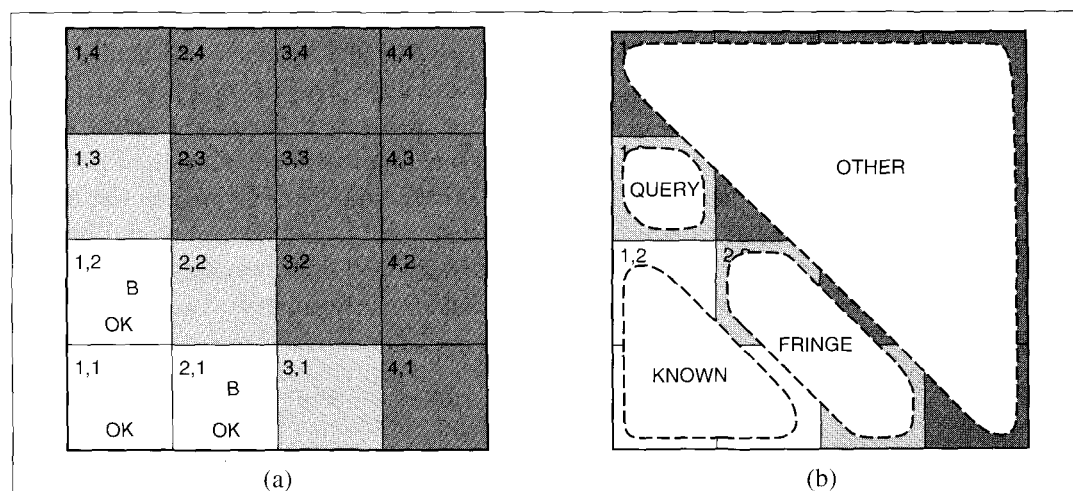 1,4 2,4 3,4 4,4
1,3 2,3 3,3 4,3
1,2 2,2 3,2 4,2
B
OK
1,1 2,1 3,1 4,1
B
OK OK
(a)
OTHER
QUERY
1,2
FRINGE
KNOWN
(b)